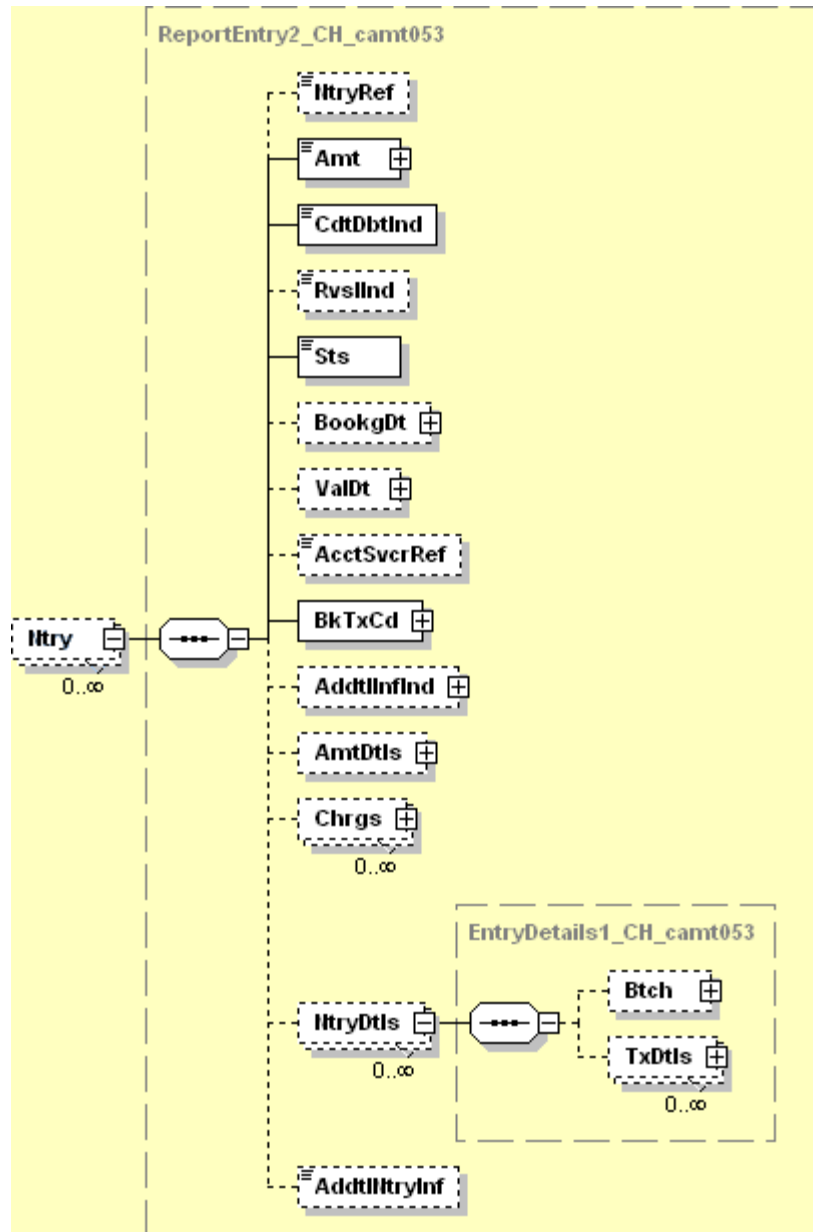 ReportEntry2_CH_camt053
NtryRef
Amt
CdtDbtInd
RvslInd
Sts
BookgDt
ValDt
AcctSvcrRef
BkTxCd
Ntry
0..∞
AddtlInfInd
AmtDtls
Chrgs
0..∞
EntryDetails1_CH_camt053
Btch
NtryDtls
TxDtls
0..∞
0..∞
AddtlNtryInf